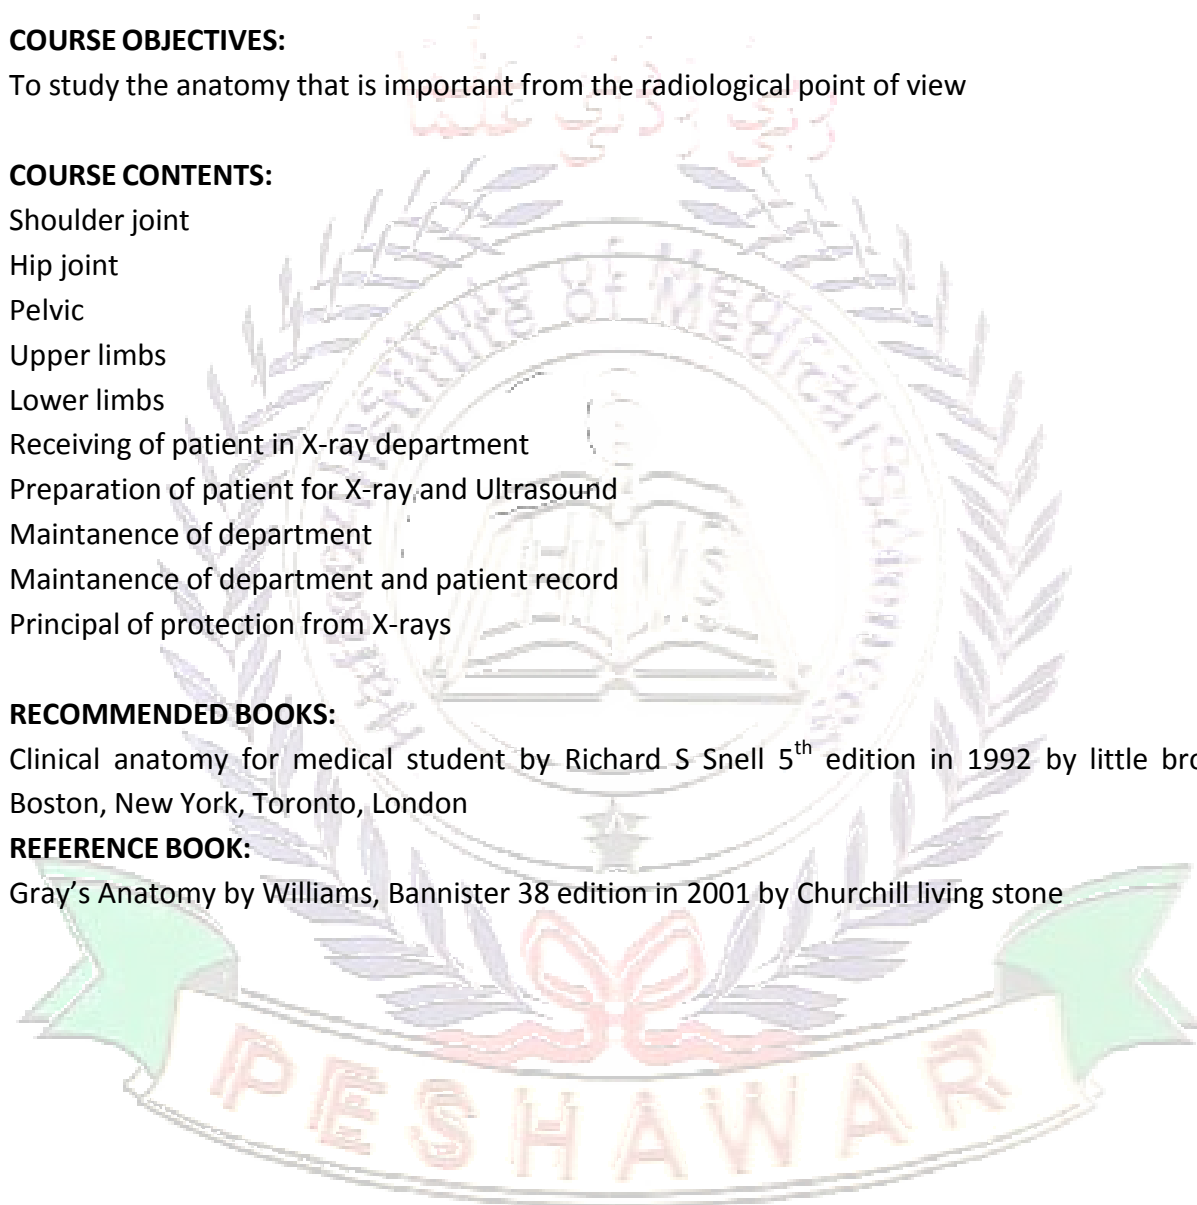 COURSE OBJECTIVES:
To study the anatomy that is important from the radiological point of view
COURSE CONTENTS:
Shoulder joint
Hip joint
Pelvic
Upper limbs
Lower limbs
Receiving of patient in X-ray department
Preparation of patient for X-ray and Ultrasound
Maintanence of department
Maintanence of department and patient record
Principal of protection from X-rays
RECOMMENDED BOOKS:
Clinical anatomy for medical student by Richard S Snell 5th edition in 1992 by little bro
Boston, New York, Toronto, London
REFERENCE BOOK:
Gray’s Anatomy by Williams, Bannister 38 edition in 2001 by Churchill living stone
Institute of Medical Sciences
PESHAWAR